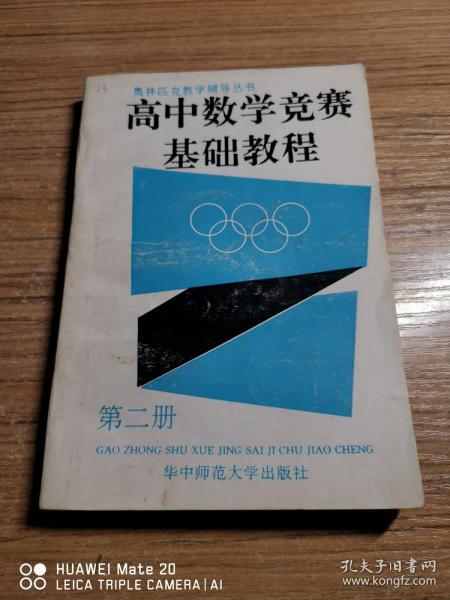 23
奥林匹克数学辅导丛书
高中数学竞赛
基础教程
第二册
GAO ZHONG SHU XUE JING SAI JI CHU JIAO CHENG
华中师范大学出版社
HUAWEI Mate 20
LEICA TRIPLE CAMERA | AI
孔夫子旧书网
www.kongfz.com